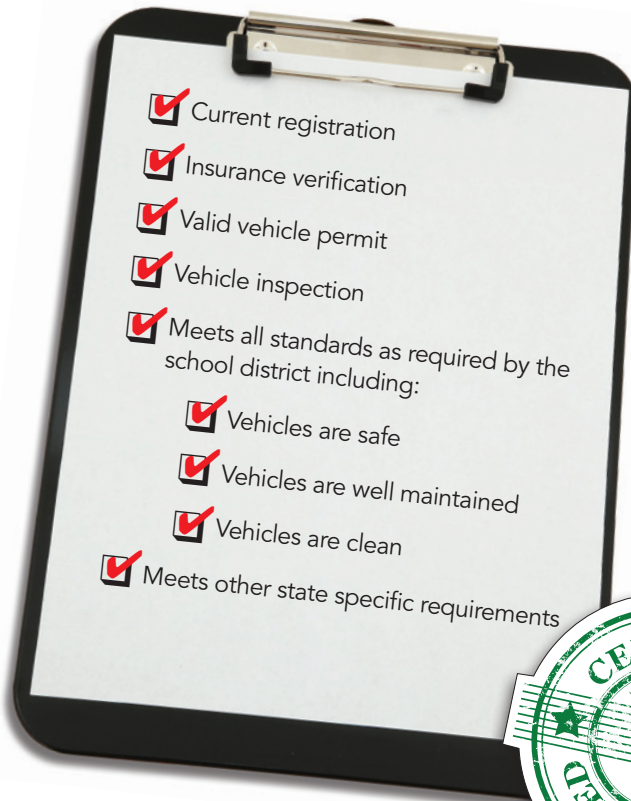 Current registration
Insurance verification
Valid vehicle permit
Vehicle inspection
Meets all standards as required by the
school district including:
Vehicles are safe
Vehicles are well maintained
Vehicles are clean
Meets other state specific requirements